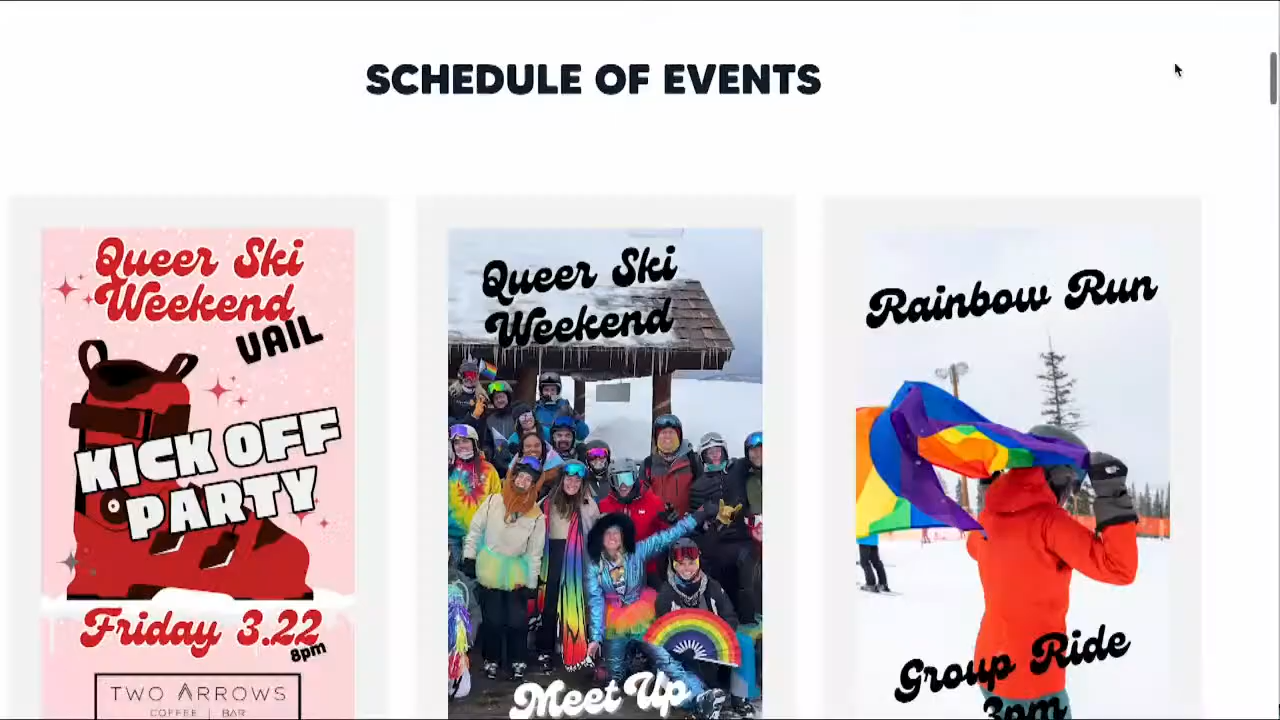 SCHEDULE OF EVENTS
Queer Ski
Weekend
VAIL
KICK OFF
PARTY
Friday 3.22
8pm
TWO ARROWS
COFFEE | BAR
Queer Ski
Weekend
Meet Up
Rainbow Run
Group Ride
3pm